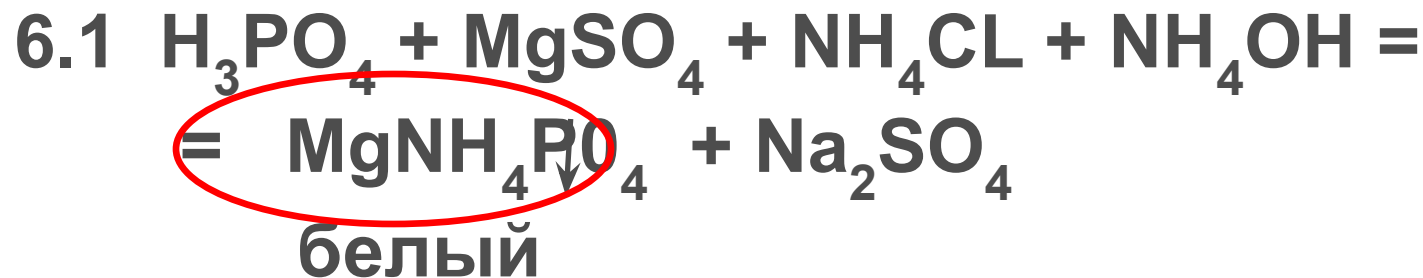 6.1 H₃PO₄ + MgSO₄ + NH₄CL + NH₄OH =
= MgNH₄P0₄ ↓ + Na₂SO₄
белый